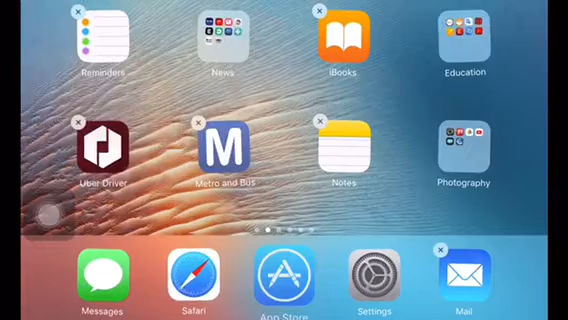 Reminders
News
iBooks
Education
Uber Driver
M
Metro and Bus
Notes
Photography
Messages
Safari
App Store
Settings
Mail